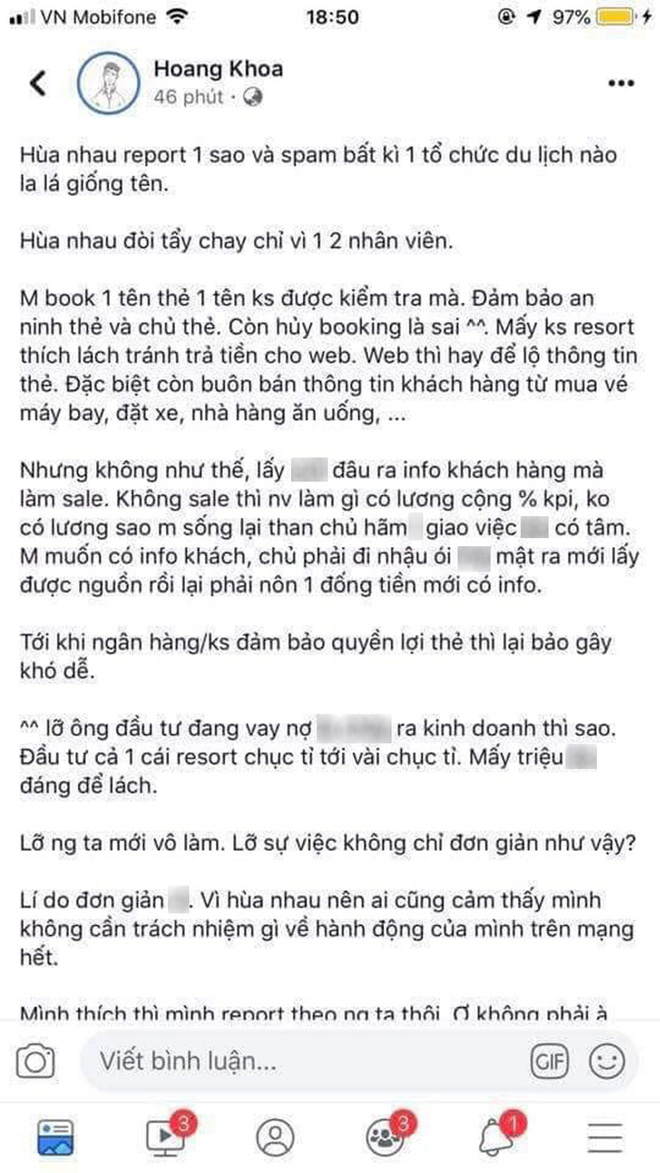 VN Mobifone
18:50
97%
Hoang Khoa
46 phút ·
Hùa nhau report 1 sao và spam bất kì 1 tổ chức du lịch nào
la lá giống tên.
Hùa nhau đòi tẩy chay chỉ vì 1 2 nhân viên.
M book 1 tên thẻ 1 tên ks được kiểm tra mà. Đảm bảo an
ninh thẻ và chủ thẻ. Còn hủy booking là sai ^^. Mấy ks resort
thích lách tránh trả tiền cho web. Web thì hay để lộ thông tin
thẻ. Đặc biệt còn buôn bán thông tin khách hàng từ mua vé
máy bay, đặt xe, nhà hàng ăn uống, ...
Nhưng không như thế, lấy đâu ra info khách hàng mà
làm sale. Không sale thì nv làm gì có lương cộng % kpi, ko
có lương sao m sống lại than chủ hãm giao việc có tâm.
M muốn có info khách, chủ phải đi nhậu ói mật ra mới lấy
được nguồn rồi lại phải nôn 1 đống tiền mới có info.
Tới khi ngân hàng/ks đảm bảo quyền lợi thẻ thì lại bảo gây
khó dễ.
^^ lỡ ông đầu tư đang vay nợ ra kinh doanh thì sao.
Đầu tư cả 1 cái resort chục tỉ tới vài chục tỉ. Mấy triệu
đáng để lách.
Lỡ ng ta mới vô làm. Lỡ sự việc không chỉ đơn giản như vậy?
Lí do đơn giản . Vì hùa nhau nên ai cũng cảm thấy mình
không cần trách nhiệm gì về hành động của mình trên mạng
hết.
Mình thích thì mình report theo ng ta thôi. Ơ không phải à
Viết bình luận...
GIF
3
3
1